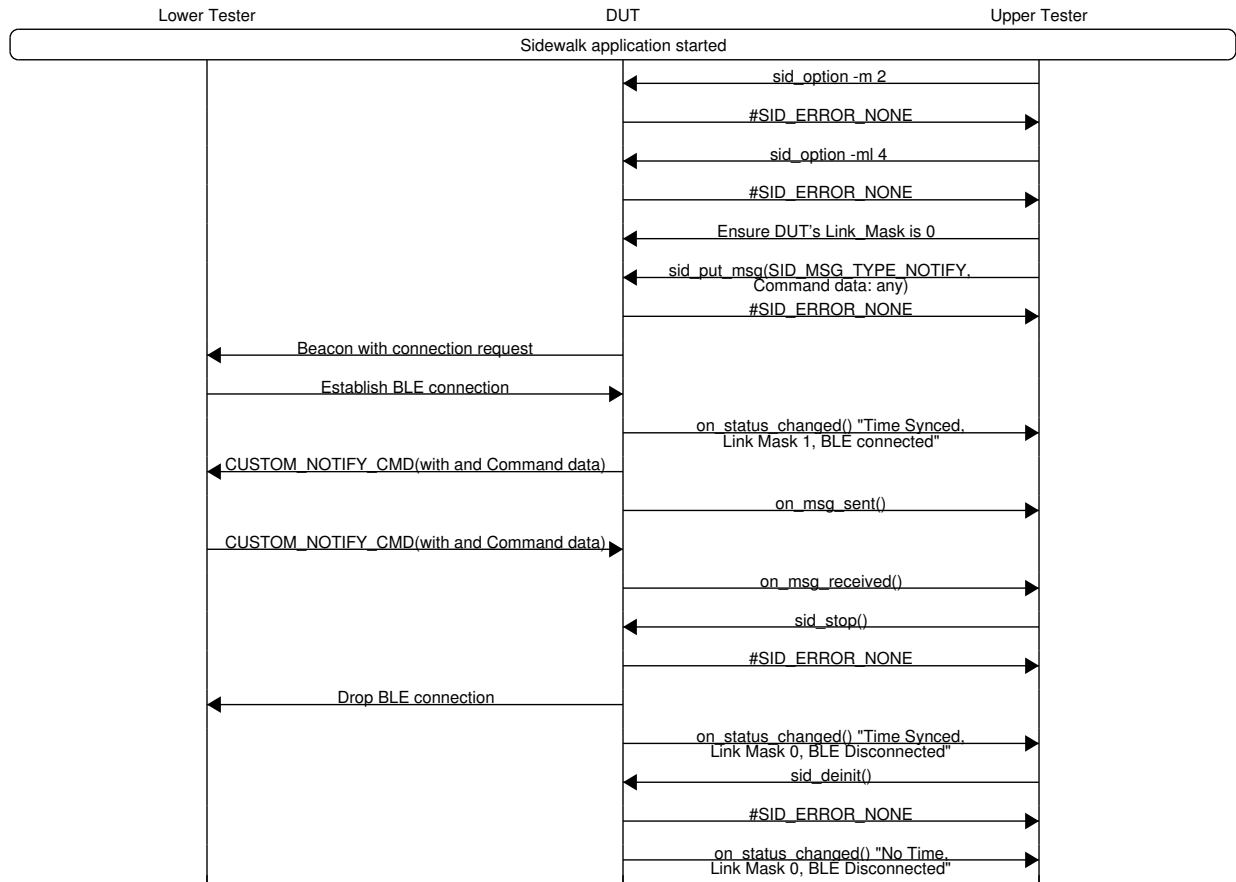 Lower Tester DUT Upper Tester
Sidewalk application started
sid_option -m 2
#SID_ERROR_NONE
sid_option -ml 4
#SID_ERROR_NONE
Ensure DUT's Link_Mask is 0
sid_put_msg(SID_MSG_TYPE_NOTIFY,
Command data: any)
#SID_ERROR_NONE
Beacon with connection request
Establish BLE connection
on_status_changed() "Time Synced,
Link Mask 1, BLE connected"
CUSTOM_NOTIFY_CMD(with and Command data)
on_msg_sent()
CUSTOM_NOTIFY_CMD(with and Command data)
on_msg_received()
sid_stop()
#SID_ERROR_NONE
Drop BLE connection
on_status_changed() "Time Synced,
Link Mask 0, BLE Disconnected"
sid_deinit()
#SID_ERROR_NONE
on_status_changed() "No Time,
Link Mask 0, BLE Disconnected"